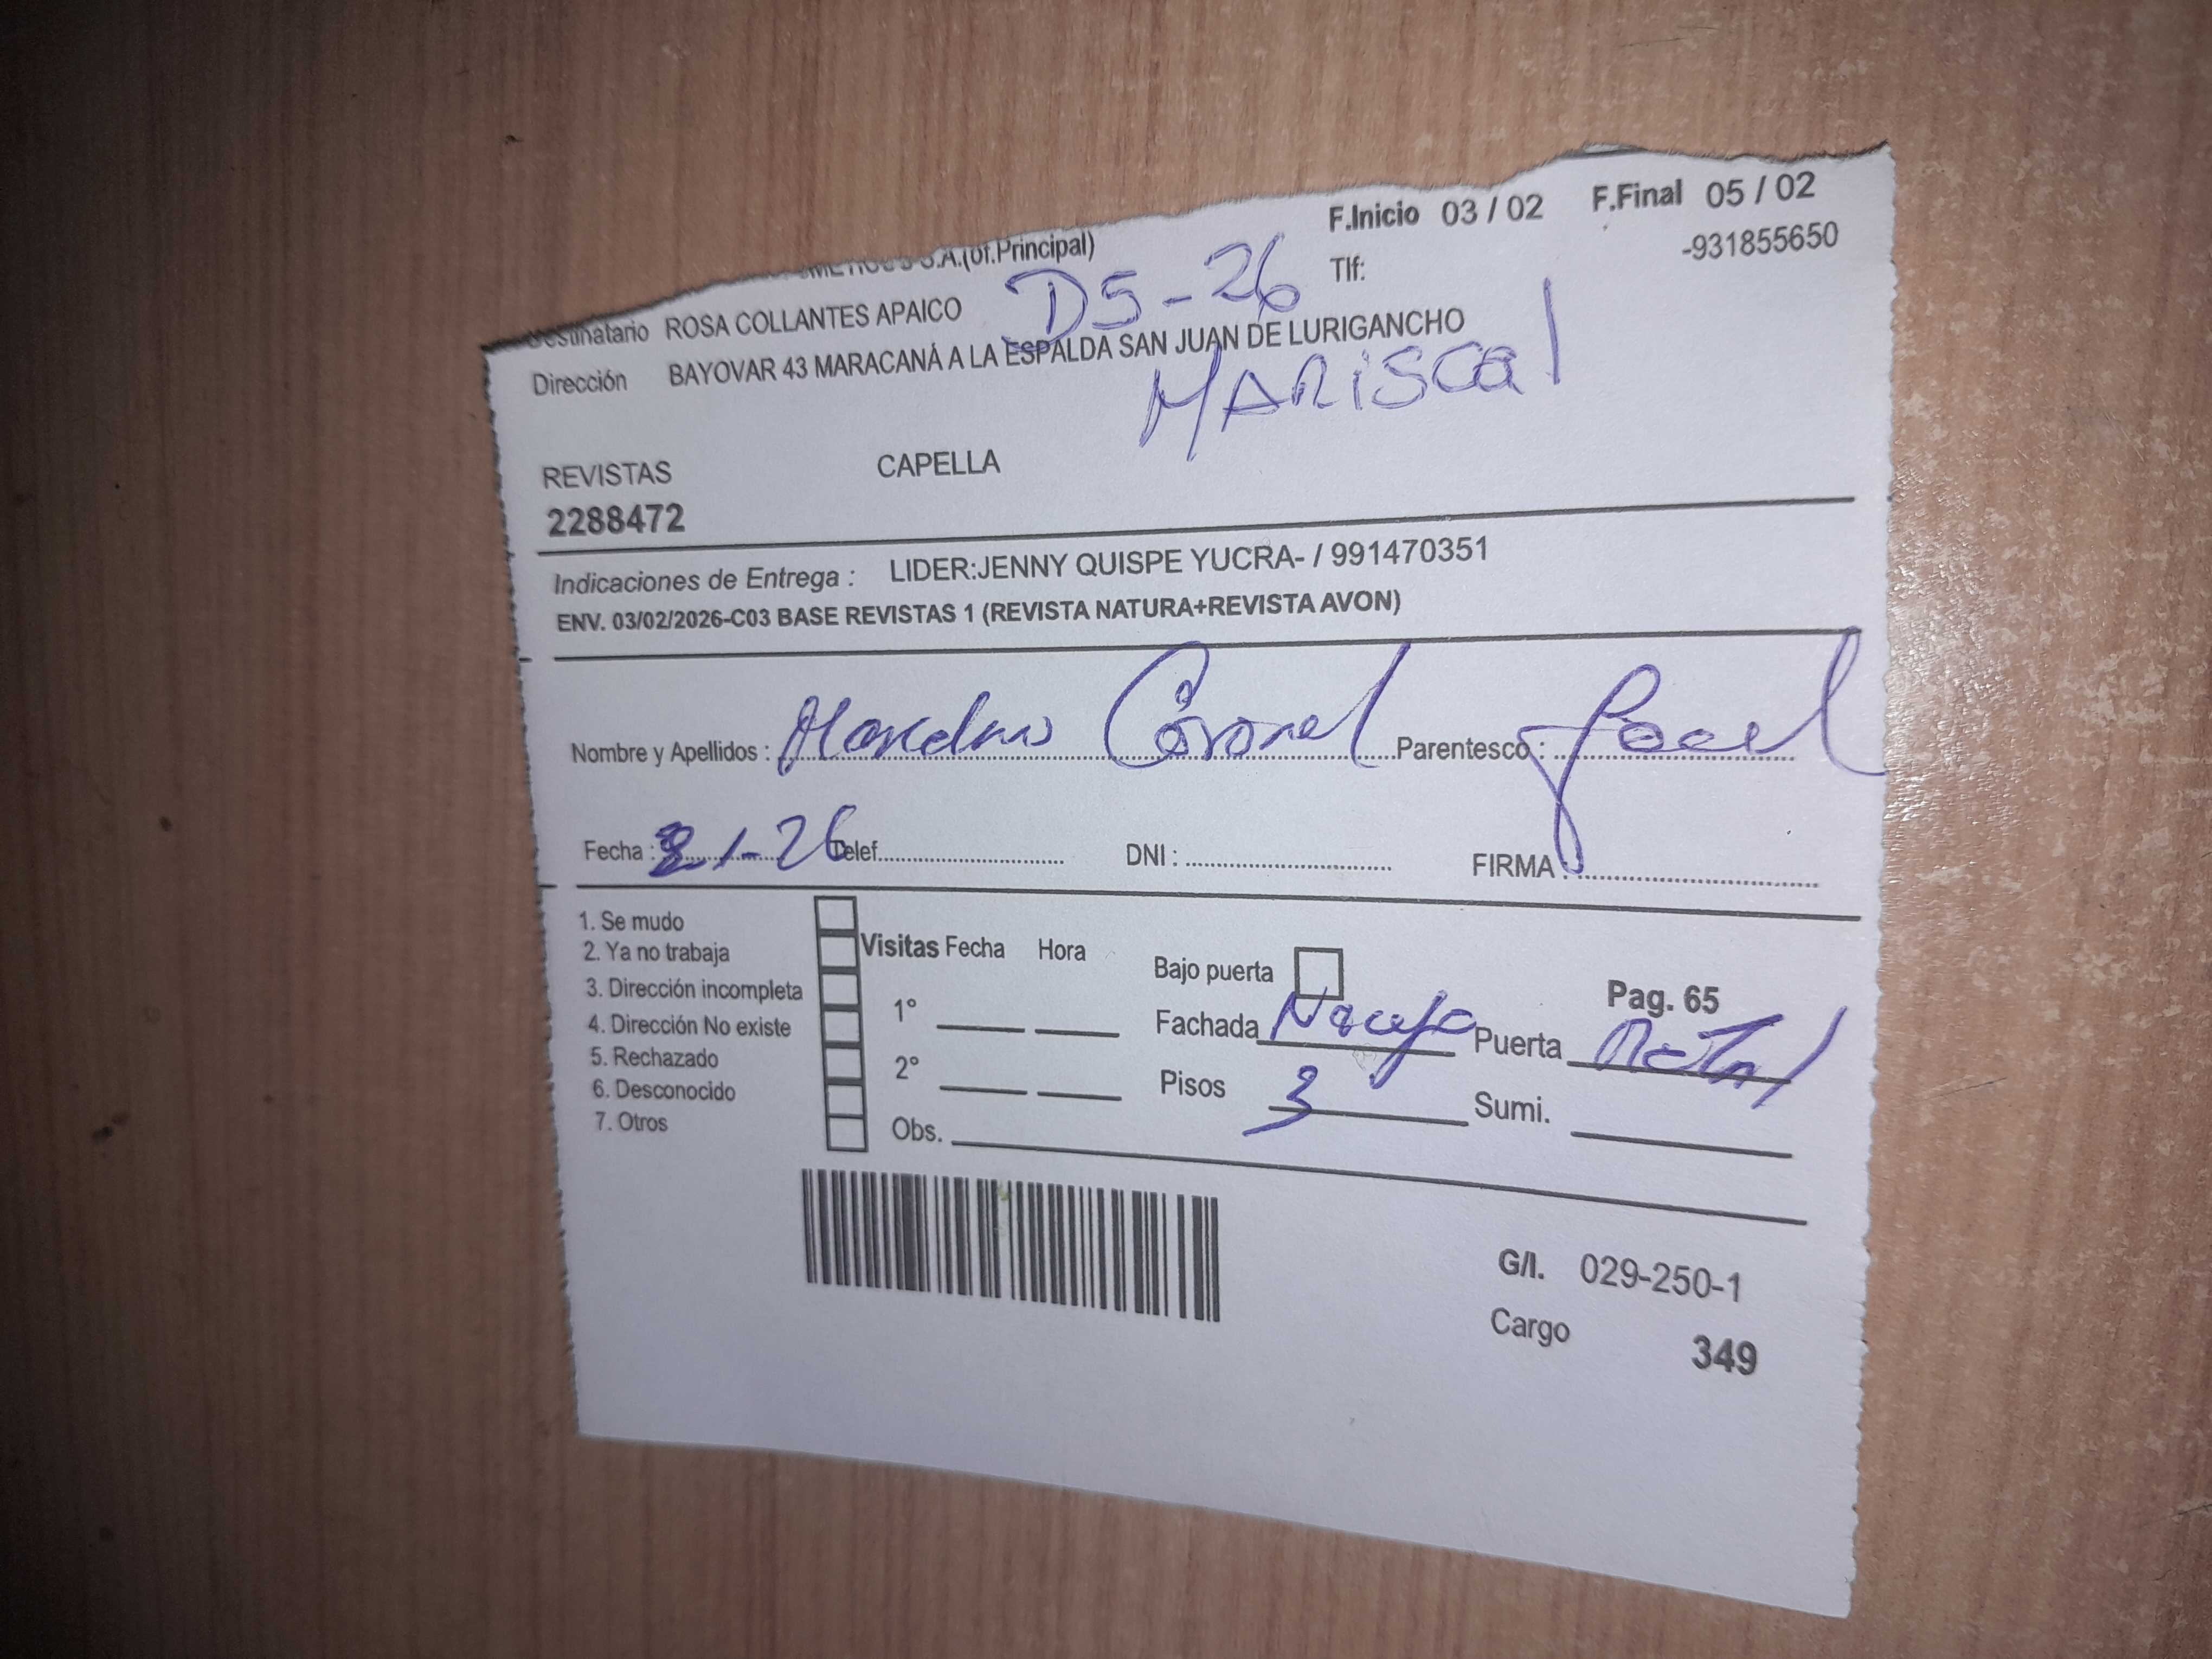 S.A.(of.Principal) F.Inicio 03 / 02 F.Final 05 / 02
D5-26 Tlf: -931855650
Destinatario ROSA COLLANTES APAICO
Dirección BAYOVAR 43 MARACANÁ A LA ESPALDA SAN JUAN DE LURIGANCHO
MARiSCal
REVISTAS CAPELLA
2288472
Indicaciones de Entrega : LIDER:JENNY QUISPE YUCRA- / 991470351
ENV. 03/02/2026-C03 BASE REVISTAS 1 (REVISTA NATURA+REVISTA AVON)
Nombre y Apellidos : Coronel Parentesco :
Fecha : Telef. DNI : FIRMA :
1. Se mudo
2. Ya no trabaja
3. Dirección incompleta
4. Dirección No existe
5. Rechazado
6. Desconocido
7. Otros
Visitas Fecha Hora
1°
2°
Obs.
Bajo puerta
Pag. 65
Fachada Puerta
Pisos 3 Sumi.
G/I. 029-250-1
Cargo 349